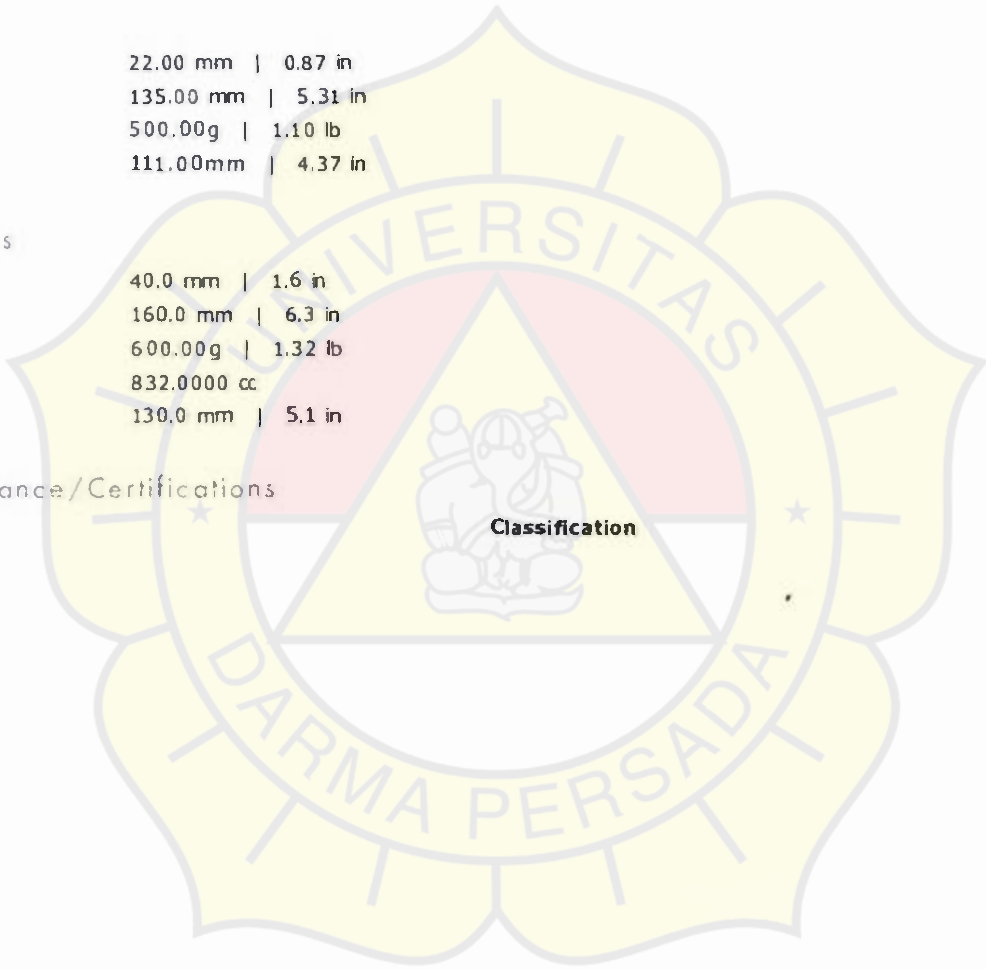 22.00 mm | 0.87 in
135.00 mm | 5.31 in
500.00g | 1.10 lb
111.00mm | 4.37 in
s
40.0 mm | 1.6 in
160.0 mm | 6.3 in
600.00g | 1.32 lb
832.0000 cc
130.0 mm | 5.1 in
ance/Certifications
Classification
UNIVERSITAS
DARMA PERSADA